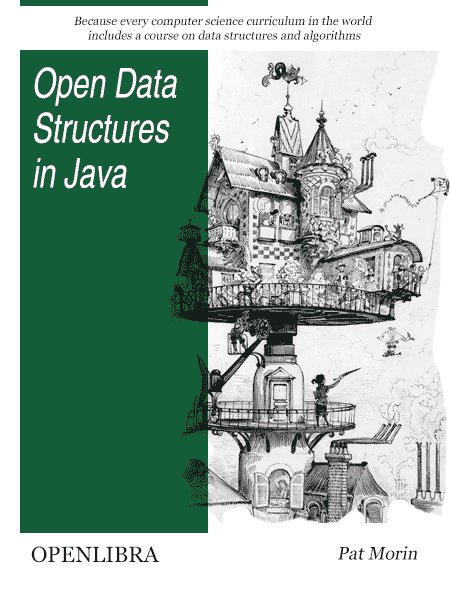 Because every computer science curriculum in the world
includes a course on data structures and algorithms
Open Data
Structures
in Java
OPENLIBRA
Pat Morin